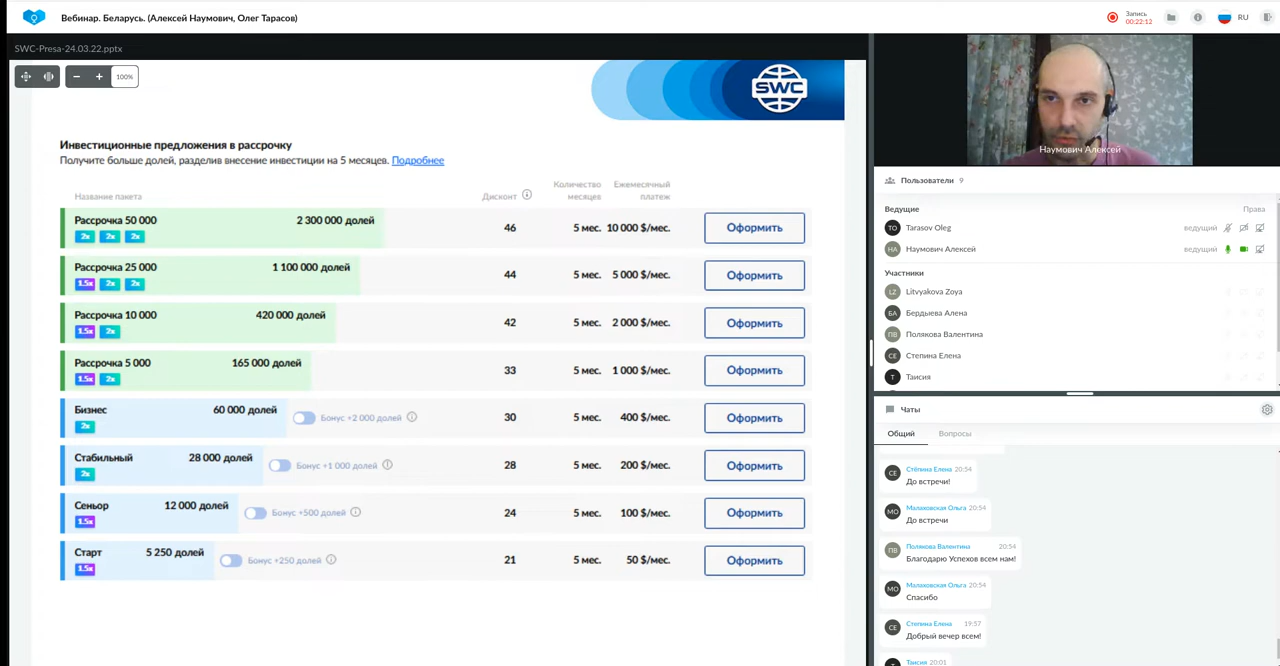 Вебинар. Беларусь. (Алексей Наумович, Олег Тарасов)
Запись
00:22:12
RU
SWC-Presa-24.03.22.pptx
100%
SWC
Инвестиционные предложения в рассрочку
Получите больше долей, разделив внесение инвестиции на 5 месяцев. Подробнее
Название пакета
Дисконт
Количество месяцев
Ежемесячный платеж
Рассрочка 50 000 2 300 000 долей 46 5 мес. 10 000 $/мес. Оформить
2x 2x 2x
Рассрочка 25 000 1 100 000 долей 44 5 мес. 5 000 $/мес. Оформить
1.5x 2x 2x
Рассрочка 10 000 420 000 долей 42 5 мес. 2 000 $/мес. Оформить
1.5x 2x
Рассрочка 5 000 165 000 долей 33 5 мес. 1 000 $/мес. Оформить
1.5x 2x
Бизнес 60 000 долей Бонус +2 000 долей 30 5 мес. 400 $/мес. Оформить
2x
Стабильный 28 000 долей Бонус +1 000 долей 28 5 мес. 200 $/мес. Оформить
2x
Сеньор 12 000 долей Бонус +500 долей 24 5 мес. 100 $/мес. Оформить
1.5x
Старт 5 250 долей Бонус +250 долей 21 5 мес. 50 $/мес. Оформить
1.5x
Наумович Алексей
Пользователи 9
Ведущие Права
TO Tarasov Oleg ведущий
НА Наумович Алексей ведущий
Участники
LZ Litvyakova Zoya
БА Бердыева Алена
ПВ Полякова Валентина
СЕ Степина Елена
Т Таисия
Чаты
Общий Вопросы
СЕ Стёпина Елена 20:54
До встречи!
МО Малаховская Ольга 20:54
До встречи
ПВ Полякова Валентина 20:54
Благодарю Успехов всем нам!
МО Малаховская Ольга 20:54
Спасибо
СЕ Степина Елена 19:57
Добрый вечер всем!
Т Таисия 20:01